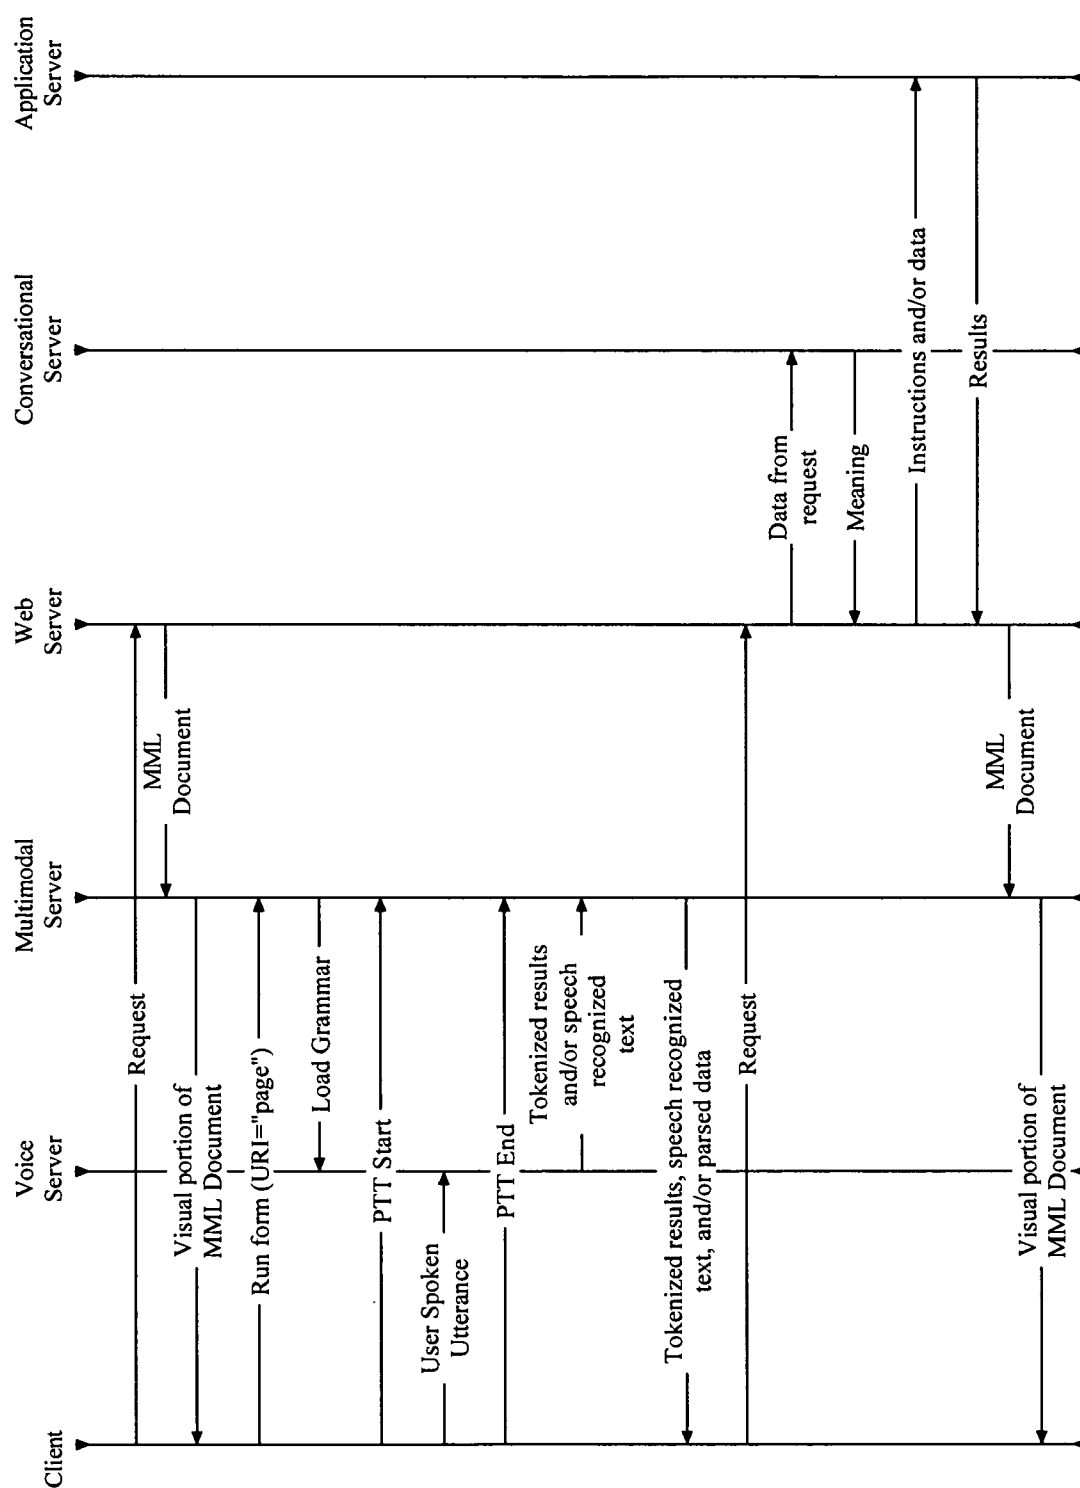 Client
Voice
Server
Multimodal
Server
Web
Server
Conversational
Server
Application
Server
Request
MML
Document
Visual portion of
MML Document
Run form (URI="page")
Load Grammar
PTT Start
User Spoken
Utterance
PTT End
Tokenized results
and/or speech
recognized
text
Tokenized results, speech recognized
text, and/or parsed data
Request
Data from
request
Meaning
Instructions and/or data
Results
MML
Document
Visual portion of
MML Document